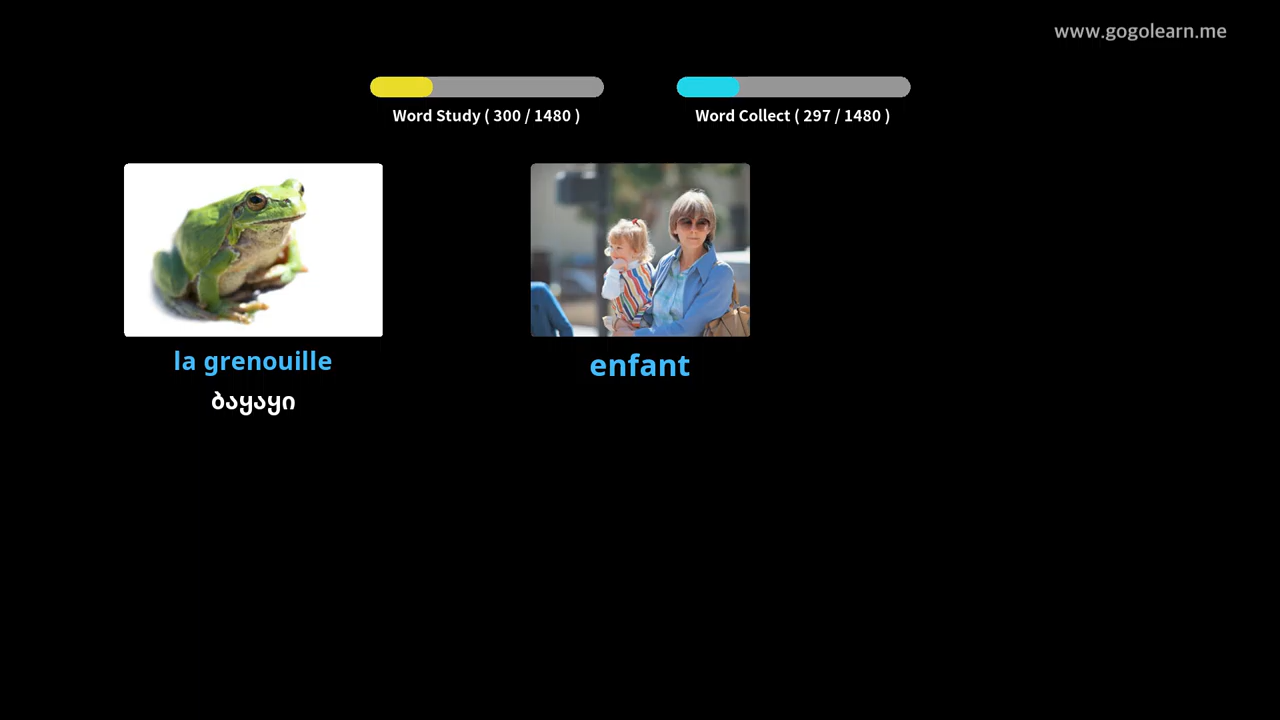 www.gogolearn.me
Word Study ( 300 / 1480 )
Word Collect ( 297 / 1480 )
la grenouille
ბაყაყი
enfant